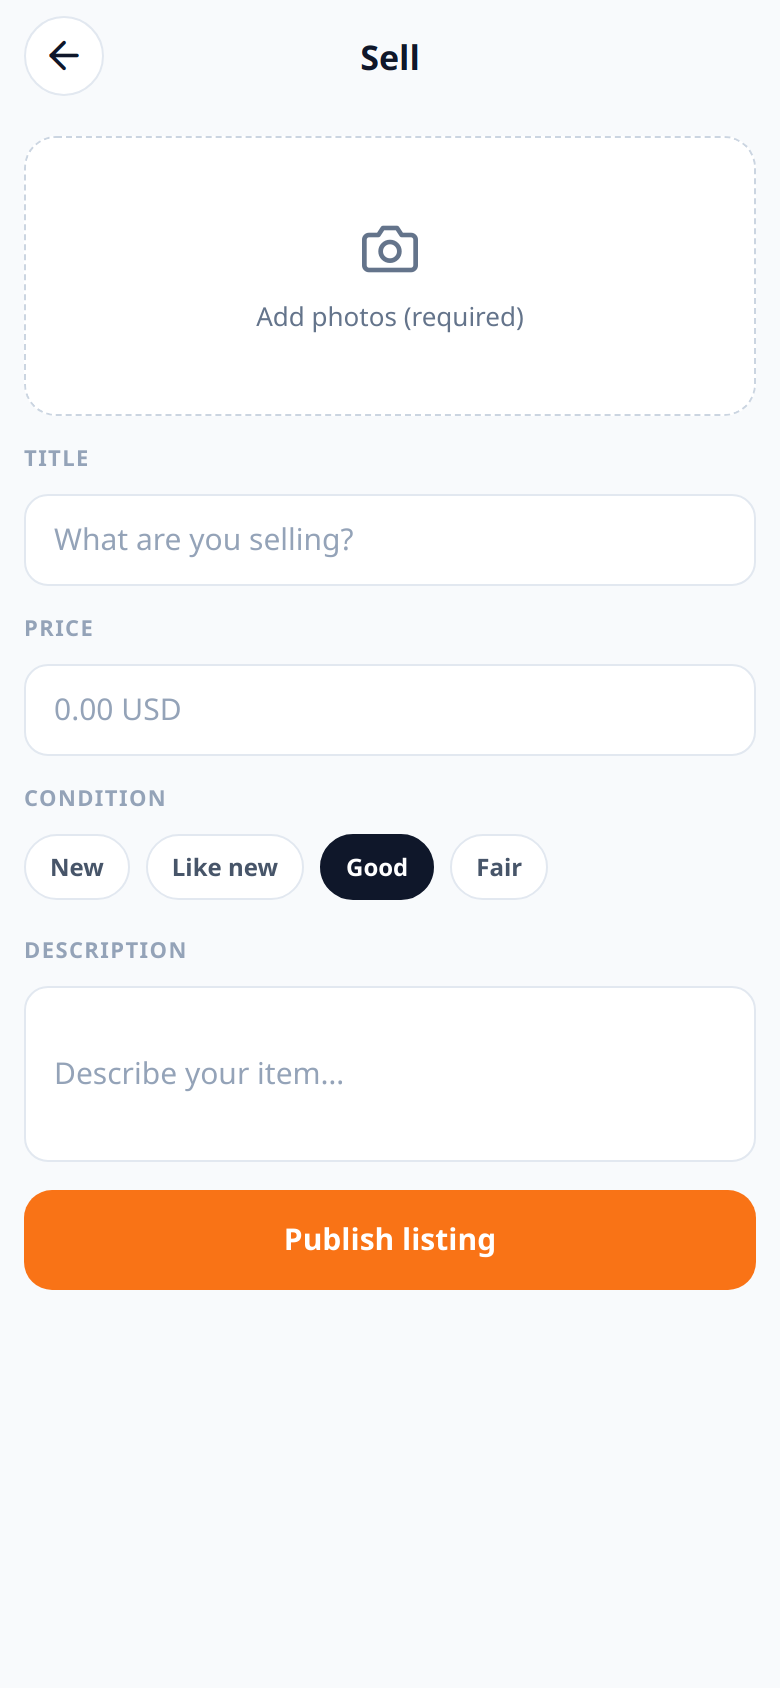 Sell
Add photos (required)
TITLE
What are you selling?
PRICE
0.00 USD
CONDITION
New
Like new
Good
Fair
DESCRIPTION
Describe your item...
Publish listing